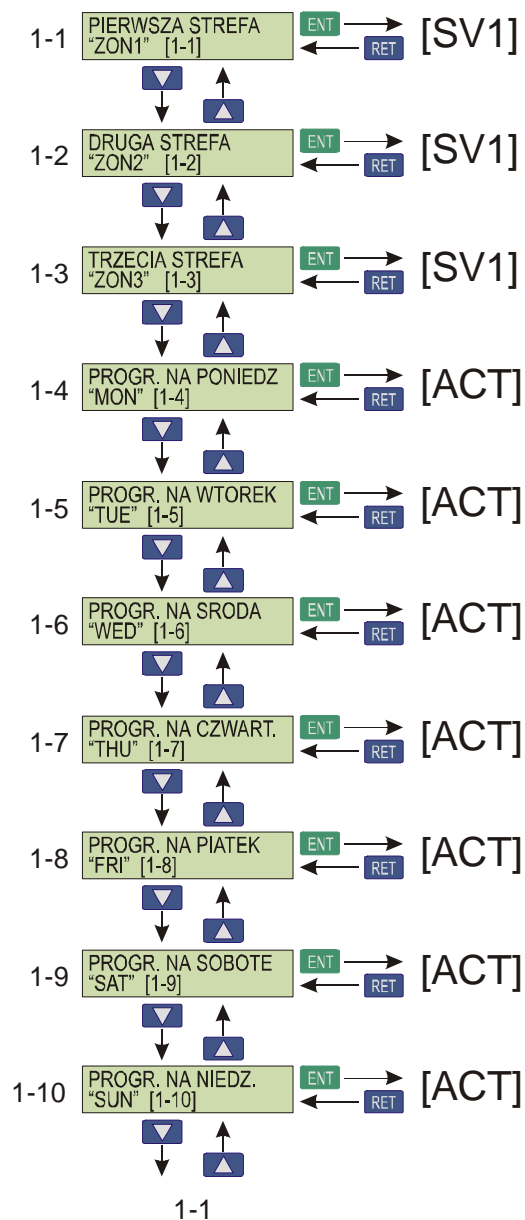 PIERWSZA STREFA ENT [SV1]
1-1 "ZON1" [1-1] RET
DRUGA STREFA ENT [SV1]
1-2 "ZON2" [1-2] RET
TRZECIA STREFA ENT [SV1]
1-3 "ZON3" [1-3] RET
PROGR. NA PONIEDZ ENT [ACT]
1-4 "MON" [1-4] RET
PROGR. NA WTOREK ENT [ACT]
1-5 "TUE" [1-5] RET
PROGR. NA SRODA ENT [ACT]
1-6 "WED" [1-6] RET
PROGR. NA CZWART. ENT [ACT]
1-7 "THU" [1-7] RET
PROGR. NA PIATEK ENT [ACT]
1-8 "FRI" [1-8] RET
PROGR. NA SOBOTE ENT [ACT]
1-9 "SAT" [1-9] RET
PROGR. NA NIEDZ. ENT [ACT]
1-10 "SUN" [1-10] RET
1-1